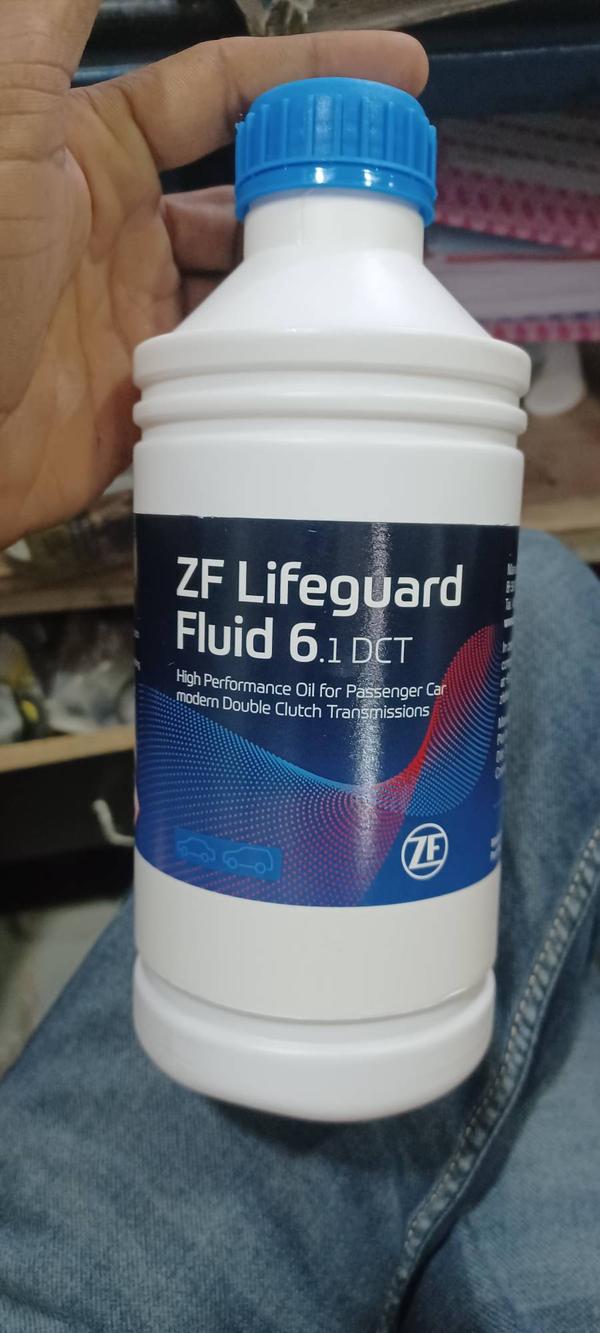 ZF Lifeguard
Fluid 6.1 DCT
High Performance Oil for Passenger Car
modern Double Clutch Transmissions
ZF